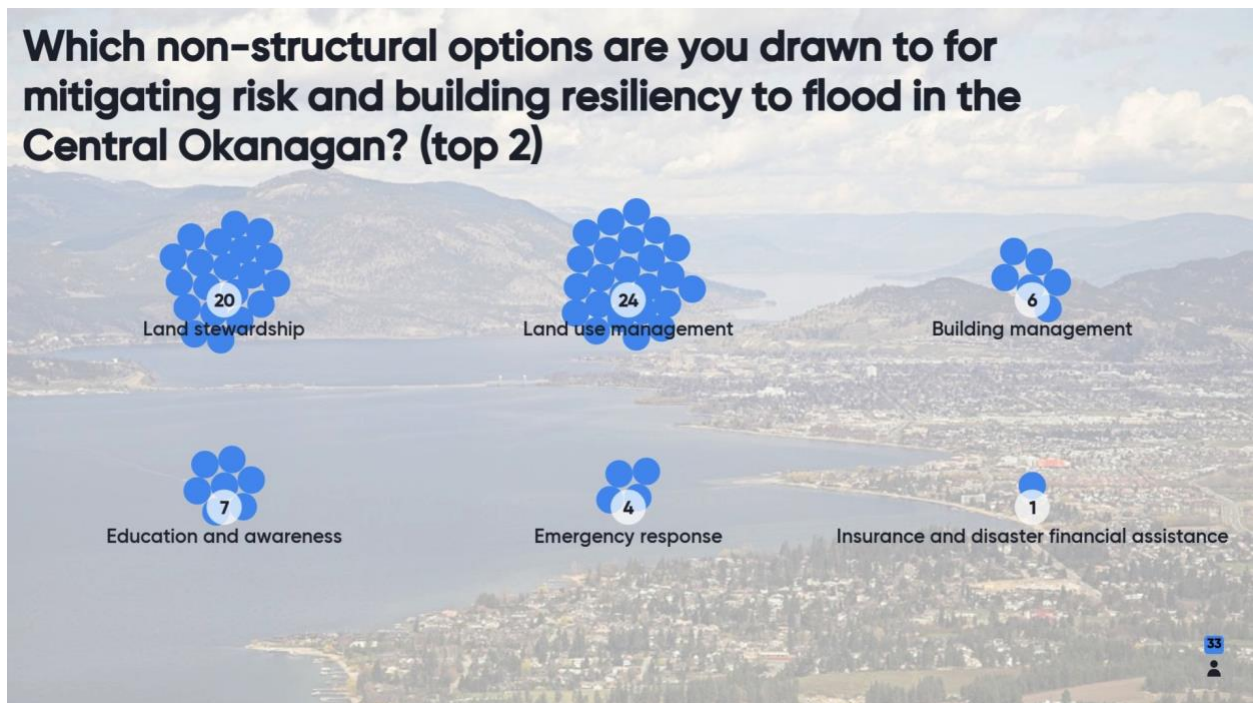 Which non-structural options are you drawn to for
mitigating risk and building resiliency to flood in the
Central Okanagan? (top 2)
20
Land stewardship
24
Land use management
6
Building management
7
Education and awareness
4
Emergency response
1
Insurance and disaster financial assistance
33